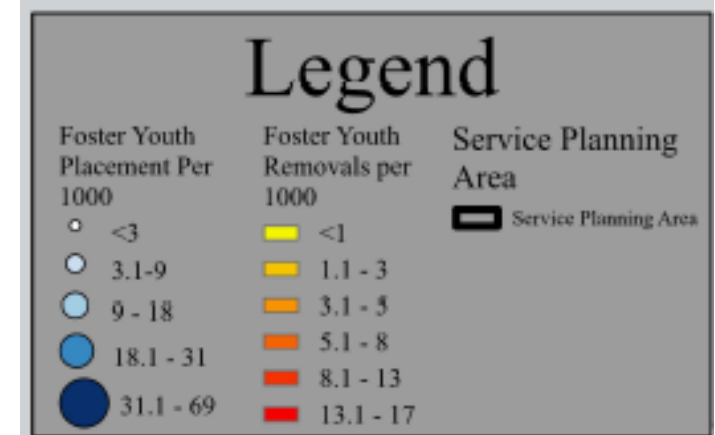 Legend
Foster Youth
Placement Per
1000
<3
3.1-9
9 - 18
18.1 - 31
31.1 - 69
Foster Youth
Removals per
1000
<1
1.1 - 3
3.1 - 5
5.1 - 8
8.1 - 13
13.1 - 17
Service Planning
Area
Service Planning Area